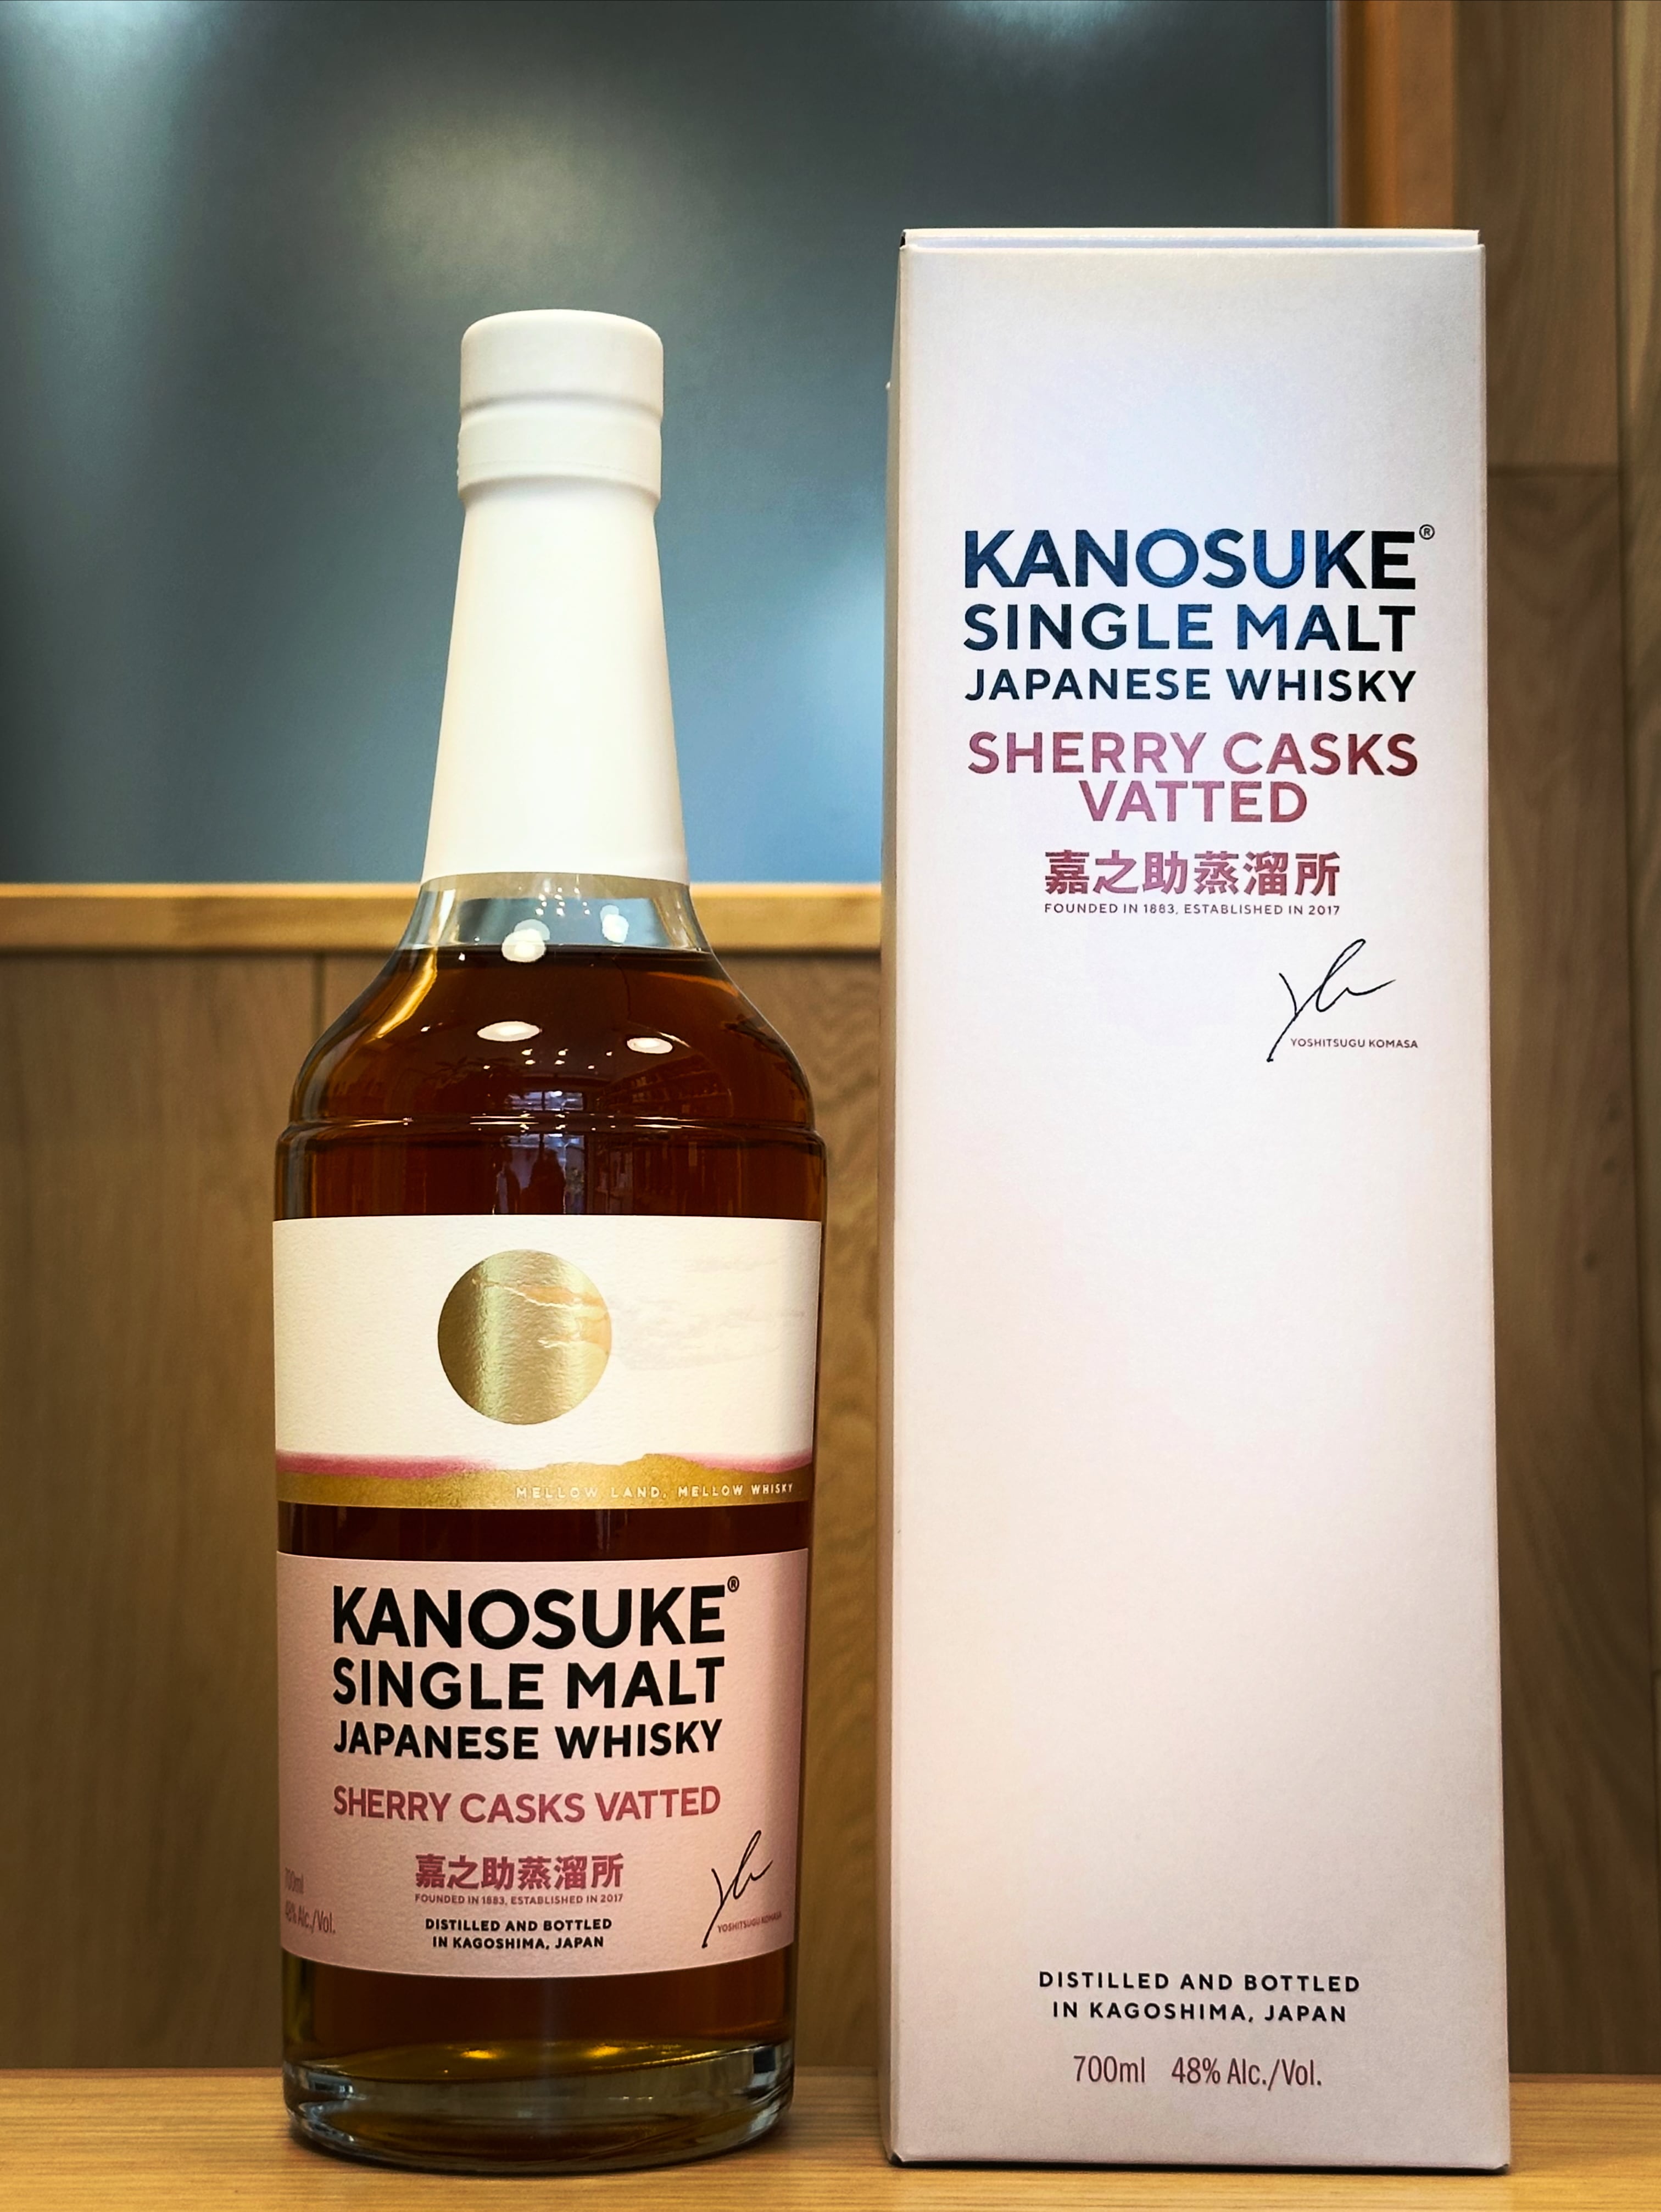 MELLOW LAND, MELLOW WHISKY
KANOSUKE®
SINGLE MALT
JAPANESE WHISKY
SHERRY CASKS VATTED
嘉之助蒸溜所
FOUNDED IN 1883, ESTABLISHED IN 2017
DISTILLED AND BOTTLED
IN KAGOSHIMA, JAPAN
700ml
48% Alc./Vol.
YOSHITSUGU KOMASA
KANOSUKE®
SINGLE MALT
JAPANESE WHISKY
SHERRY CASKS
VATTED
嘉之助蒸溜所
FOUNDED IN 1883, ESTABLISHED IN 2017
YOSHITSUGU KOMASA
DISTILLED AND BOTTLED
IN KAGOSHIMA, JAPAN
700ml 48% Alc./Vol.